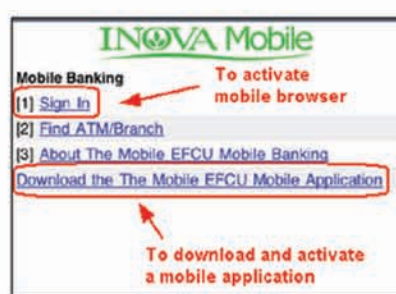 INOVA Mobile
Mobile Banking
To activate
mobile browser
[1] Sign In
[2] Find ATM/Branch
[3] About The Mobile EFCU Mobile Banking
Download the The Mobile EFCU Mobile Application
To download and activate
a mobile application